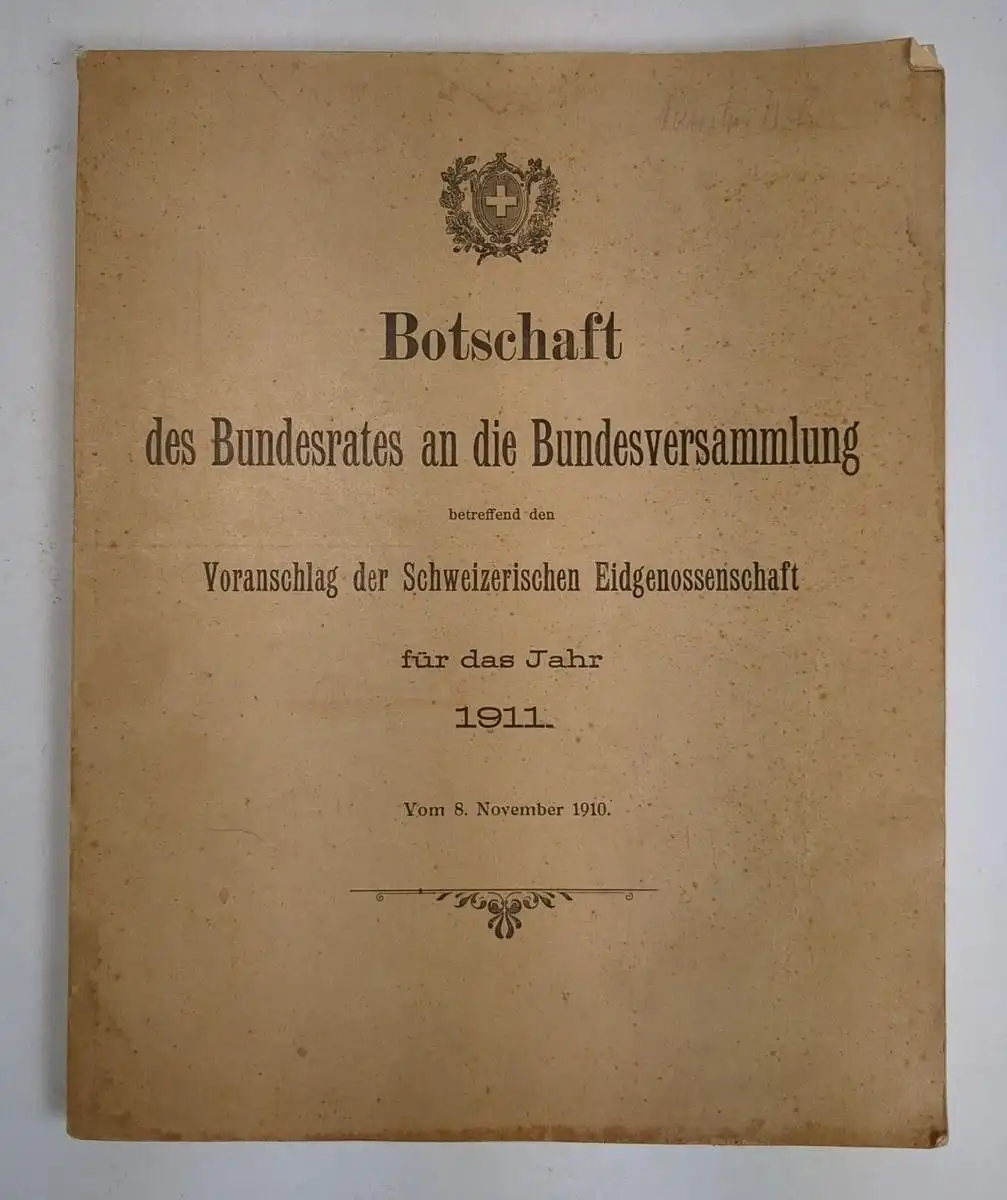 Botschaft
des Bundesrates an die Bundesversammlung
betreffend den
Voranschlag der Schweizerischen Eidgenossenschaft
für das Jahr
1911.
Vom 8. November 1910.